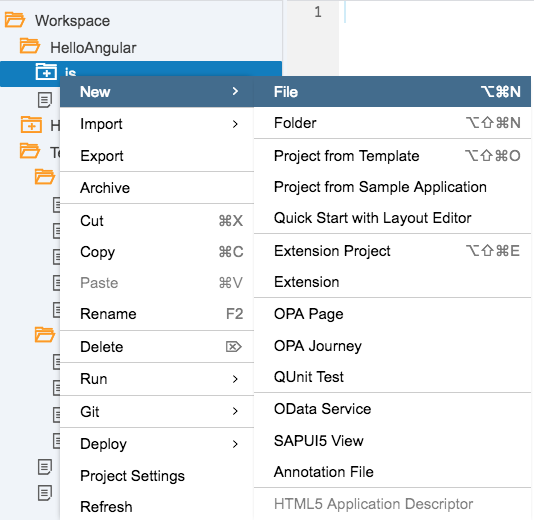 Workspace
HelloAngular
js
New
Import
Export
Archive
Cut ⌘X
Copy ⌘C
Paste ⌘V
Rename F2
Delete ⌦
Run
Git
Deploy
Project Settings
Refresh
1
File ⌥⌘N
Folder ⌥⇧⌘N
Project from Template ⌥⇧⌘O
Project from Sample Application
Quick Start with Layout Editor
Extension Project ⌥⇧⌘E
Extension
OPA Page
OPA Journey
QUnit Test
OData Service
SAPUI5 View
Annotation File
HTML5 Application Descriptor